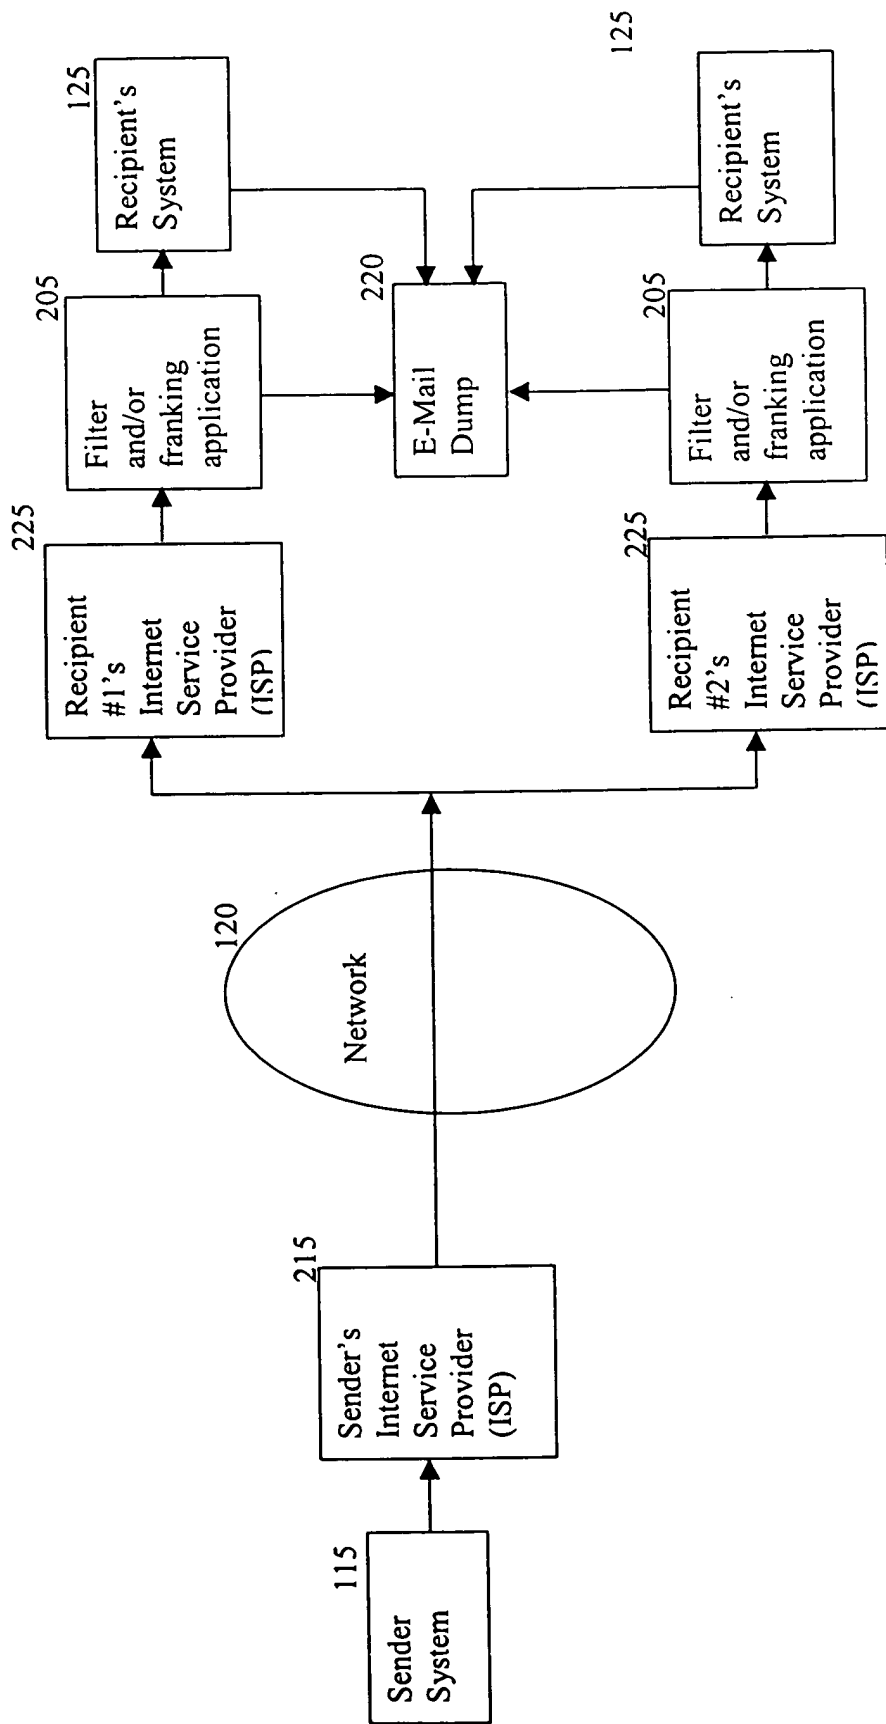 115
Sender
System
215
Sender's
Internet
Service
Provider
(ISP)
120
Network
225
Recipient
#1's
Internet
Service
Provider
(ISP)
205
Filter
and/or
franking
application
125
Recipient's
System
220
E-Mail
Dump
225
Recipient
#2's
Internet
Service
Provider
(ISP)
205
Filter
and/or
franking
application
125
Recipient's
System